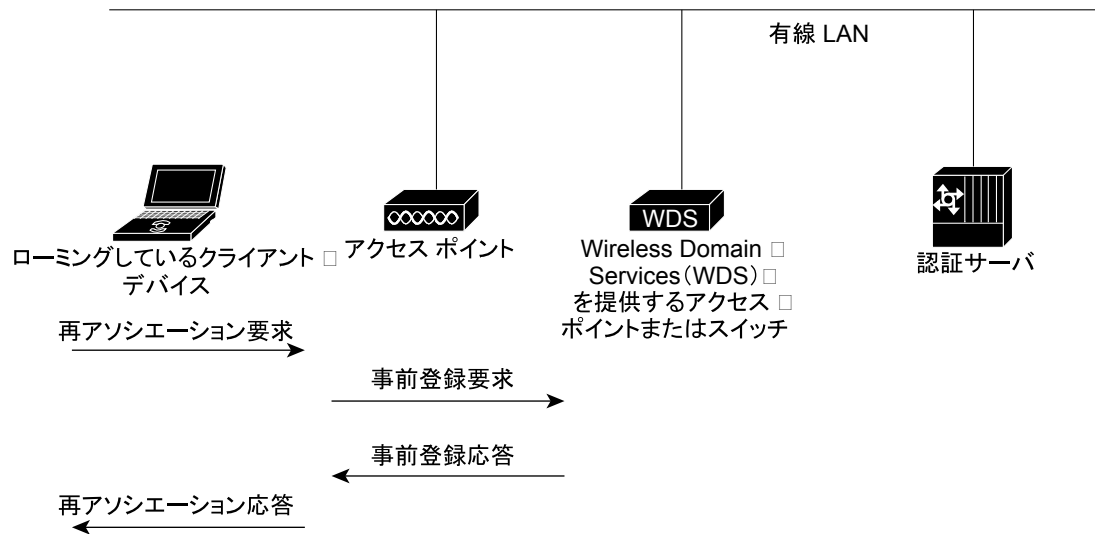 有線 LAN
WDS
ローミングしているクライアント □
デバイス
アクセス ポイント
Wireless Domain □
Services（WDS）□
を提供するアクセス □
ポイントまたはスイッチ
認証サーバ
再アソシエーション要求
事前登録要求
事前登録応答
再アソシエーション応答